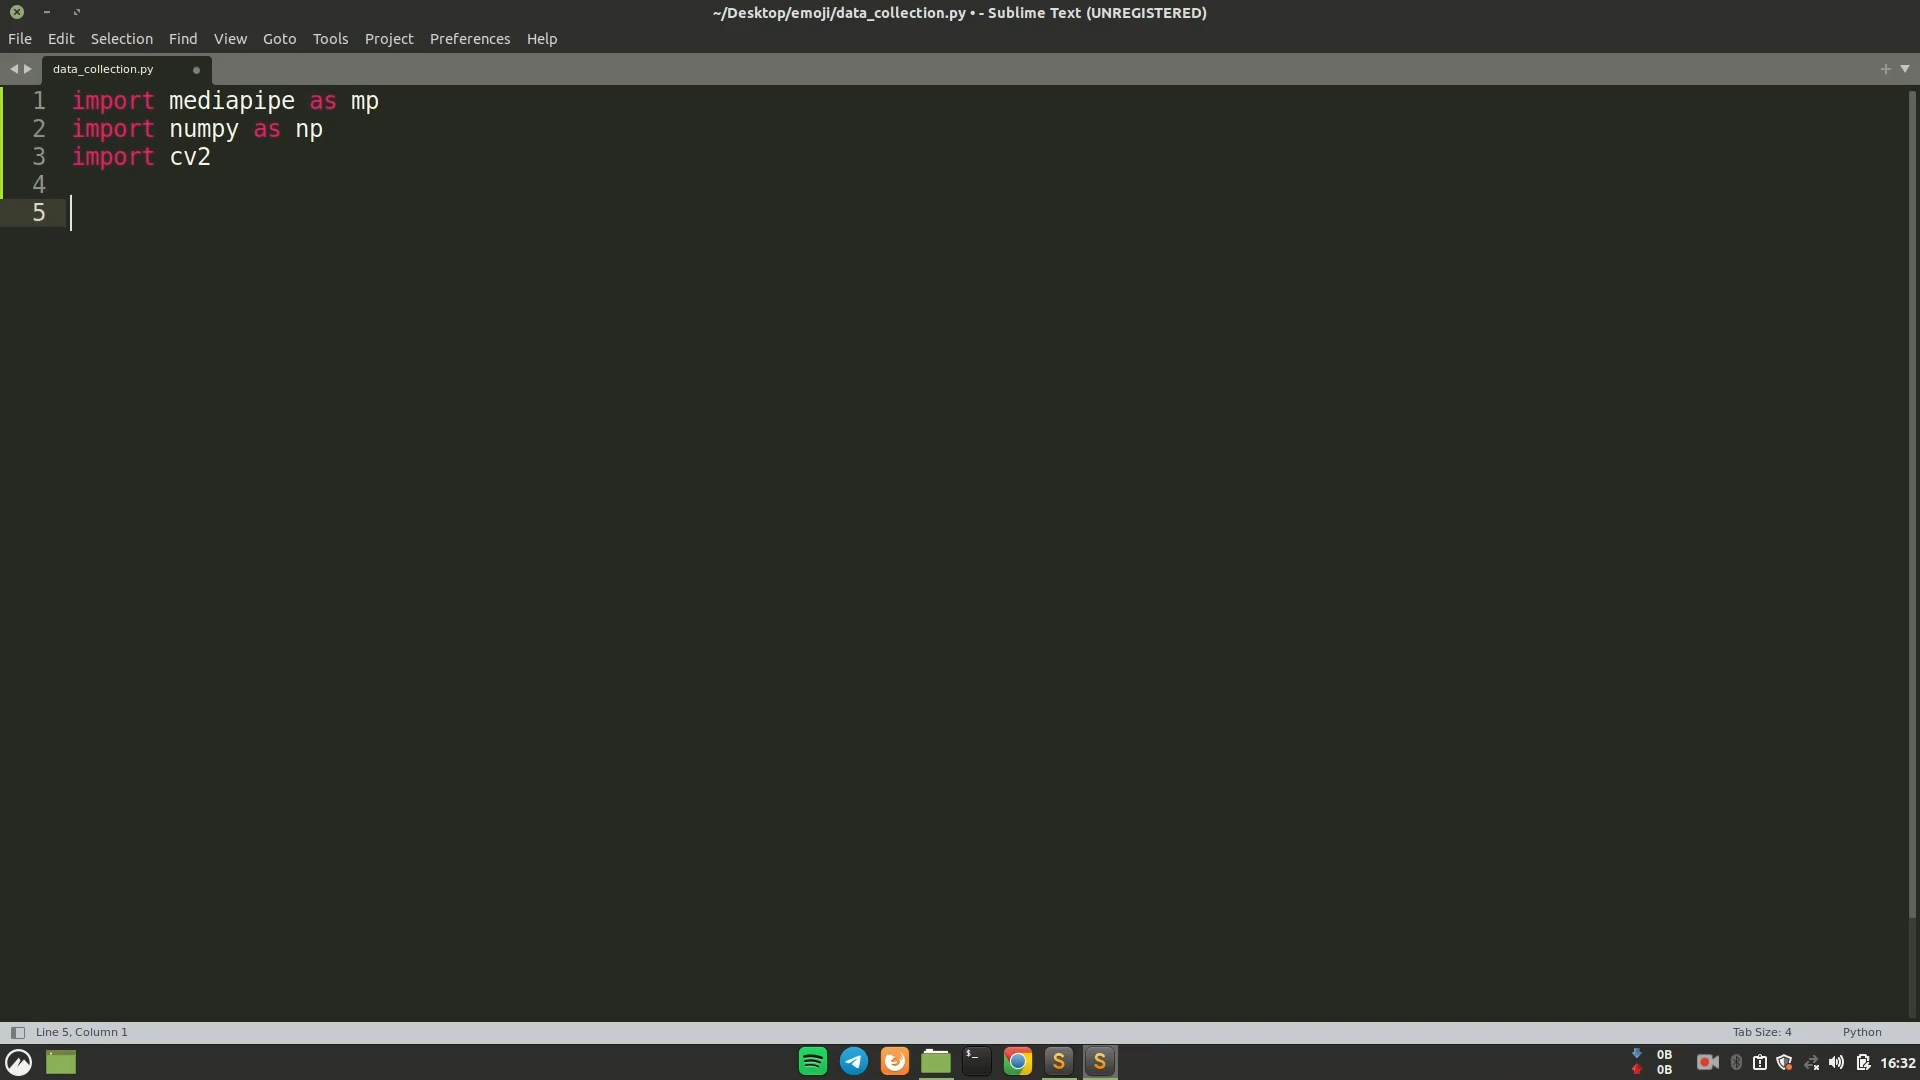 ~/Desktop/emoji/data_collection.py • - Sublime Text (UNREGISTERED)
File Edit Selection Find View Goto Tools Project Preferences Help
data_collection.py
1 import mediapipe as mp
2 import numpy as np
3 import cv2
4
5
Line 5, Column 1 Tab Size: 4 Python
$_ S S 0B 0B 16:32